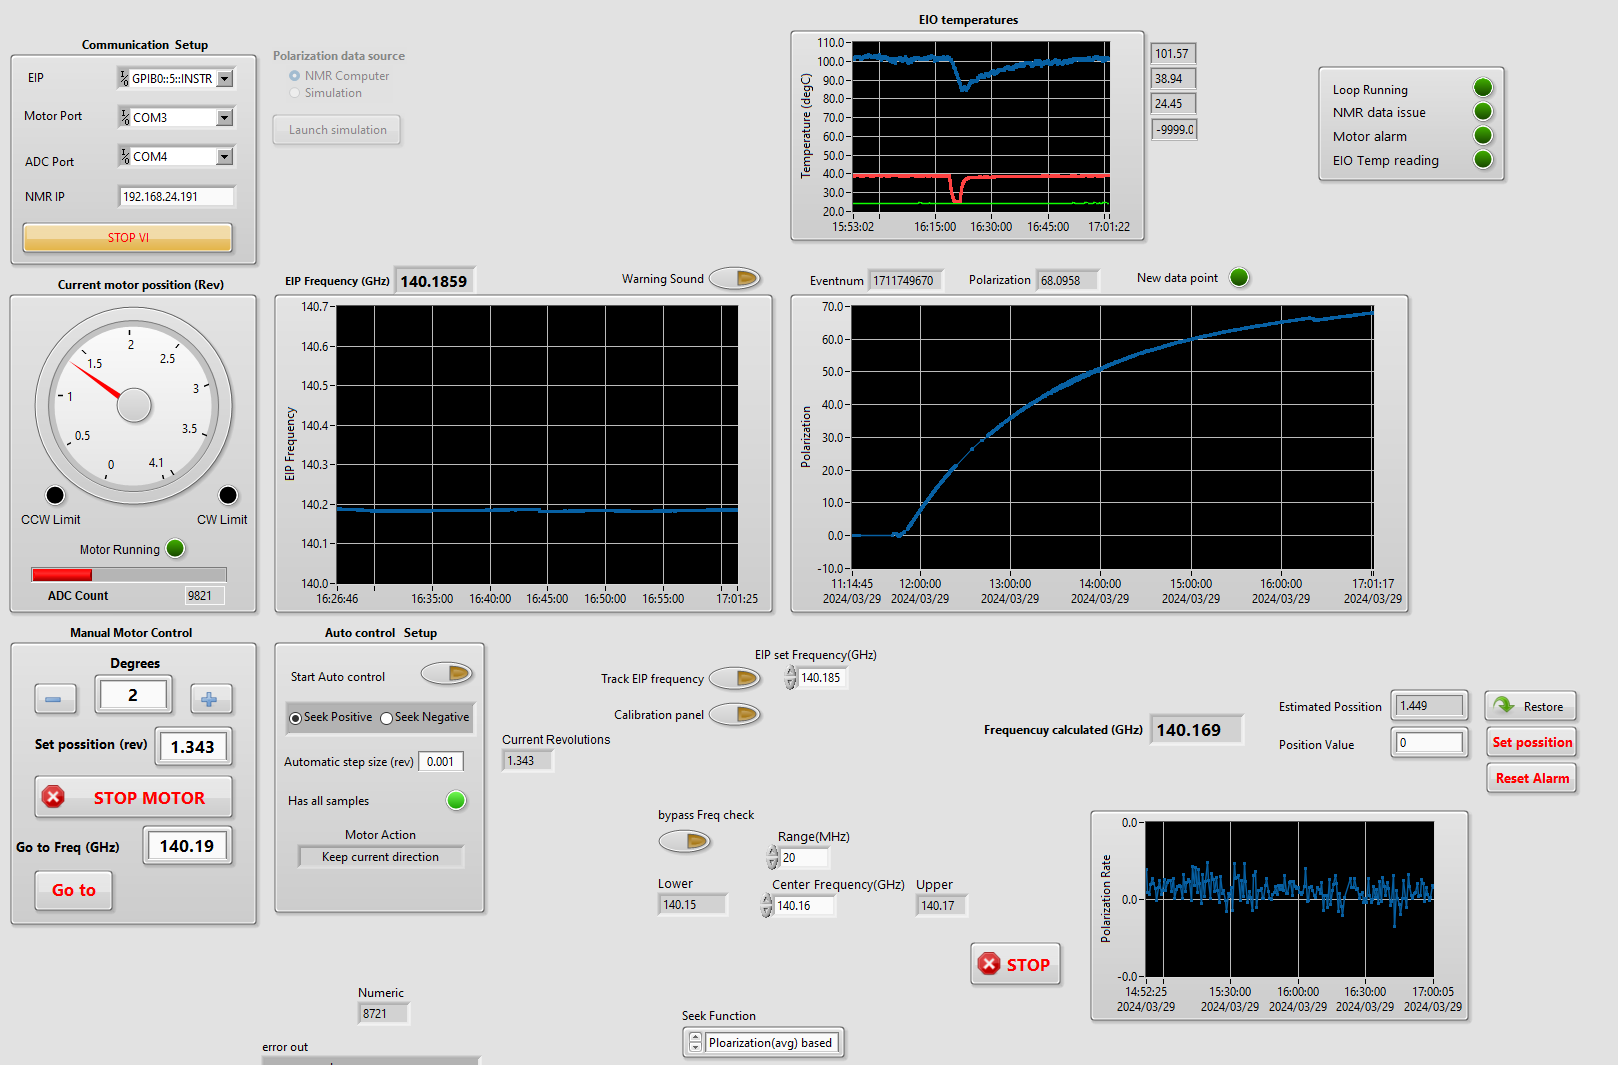 EIO temperatures
Communication Setup
EIP
GPIB0::5::INSTR
Motor Port
COM3
ADC Port
COM4
NMR IP
192.168.24.191
STOP VI
Polarization data source
NMR Computer
Simulation
Launch simulation
Temperature (degC)
110.0
100.0
90.0
80.0
70.0
60.0
50.0
40.0
30.0
20.0
15:53:02
16:15:00
16:30:00
16:45:00
17:01:22
101.57
38.94
24.45
-9999.0
Loop Running
NMR data issue
Motor alarm
EIO Temp reading
Current motor possition (Rev)
0
0.5
1
1.5
2
2.5
3
3.5
4.1
CCW Limit
CW Limit
Motor Running
ADC Count
9821
EIP Frequency (GHz)
140.1859
Warning Sound
EIP Frequency
140.7
140.6
140.5
140.4
140.3
140.2
140.1
140.0
16:26:46
16:35:00
16:40:00
16:45:00
16:50:00
16:55:00
17:01:25
Eventnum
1711749670
Polarization
68.0958
New data point
Polarization
70.0
60.0
50.0
40.0
30.0
20.0
10.0
0.0
-10.0
11:14:45
12:00:00
13:00:00
14:00:00
15:00:00
16:00:00
17:01:17
2024/03/29
2024/03/29
2024/03/29
2024/03/29
2024/03/29
2024/03/29
2024/03/29
Manual Motor Control
Degrees
2
Set possition (rev)
1.343
STOP MOTOR
Go to Freq (GHz)
140.19
Go to
Auto control Setup
Start Auto control
Seek Positive
Seek Negative
Automatic step size (rev)
0.001
Has all samples
Motor Action
Keep current direction
Current Revolutions
1.343
Track EIP frequency
EIP set Frequency(GHz)
140.185
Calibration panel
Frequencuy calculated (GHz)
140.169
Estimated Possition
1.449
Restore
Position Value
0
Set possition
Reset Alarm
bypass Freq check
Range(MHz)
20
Lower
140.15
Center Frequency(GHz)
140.16
Upper
140.17
STOP
Polarization Rate
0.0
0.0
-0.0
14:52:25
15:30:00
16:00:00
16:30:00
17:00:05
2024/03/29
2024/03/29
2024/03/29
2024/03/29
2024/03/29
Numeric
8721
Seek Function
Ploarization(avg) based
error out